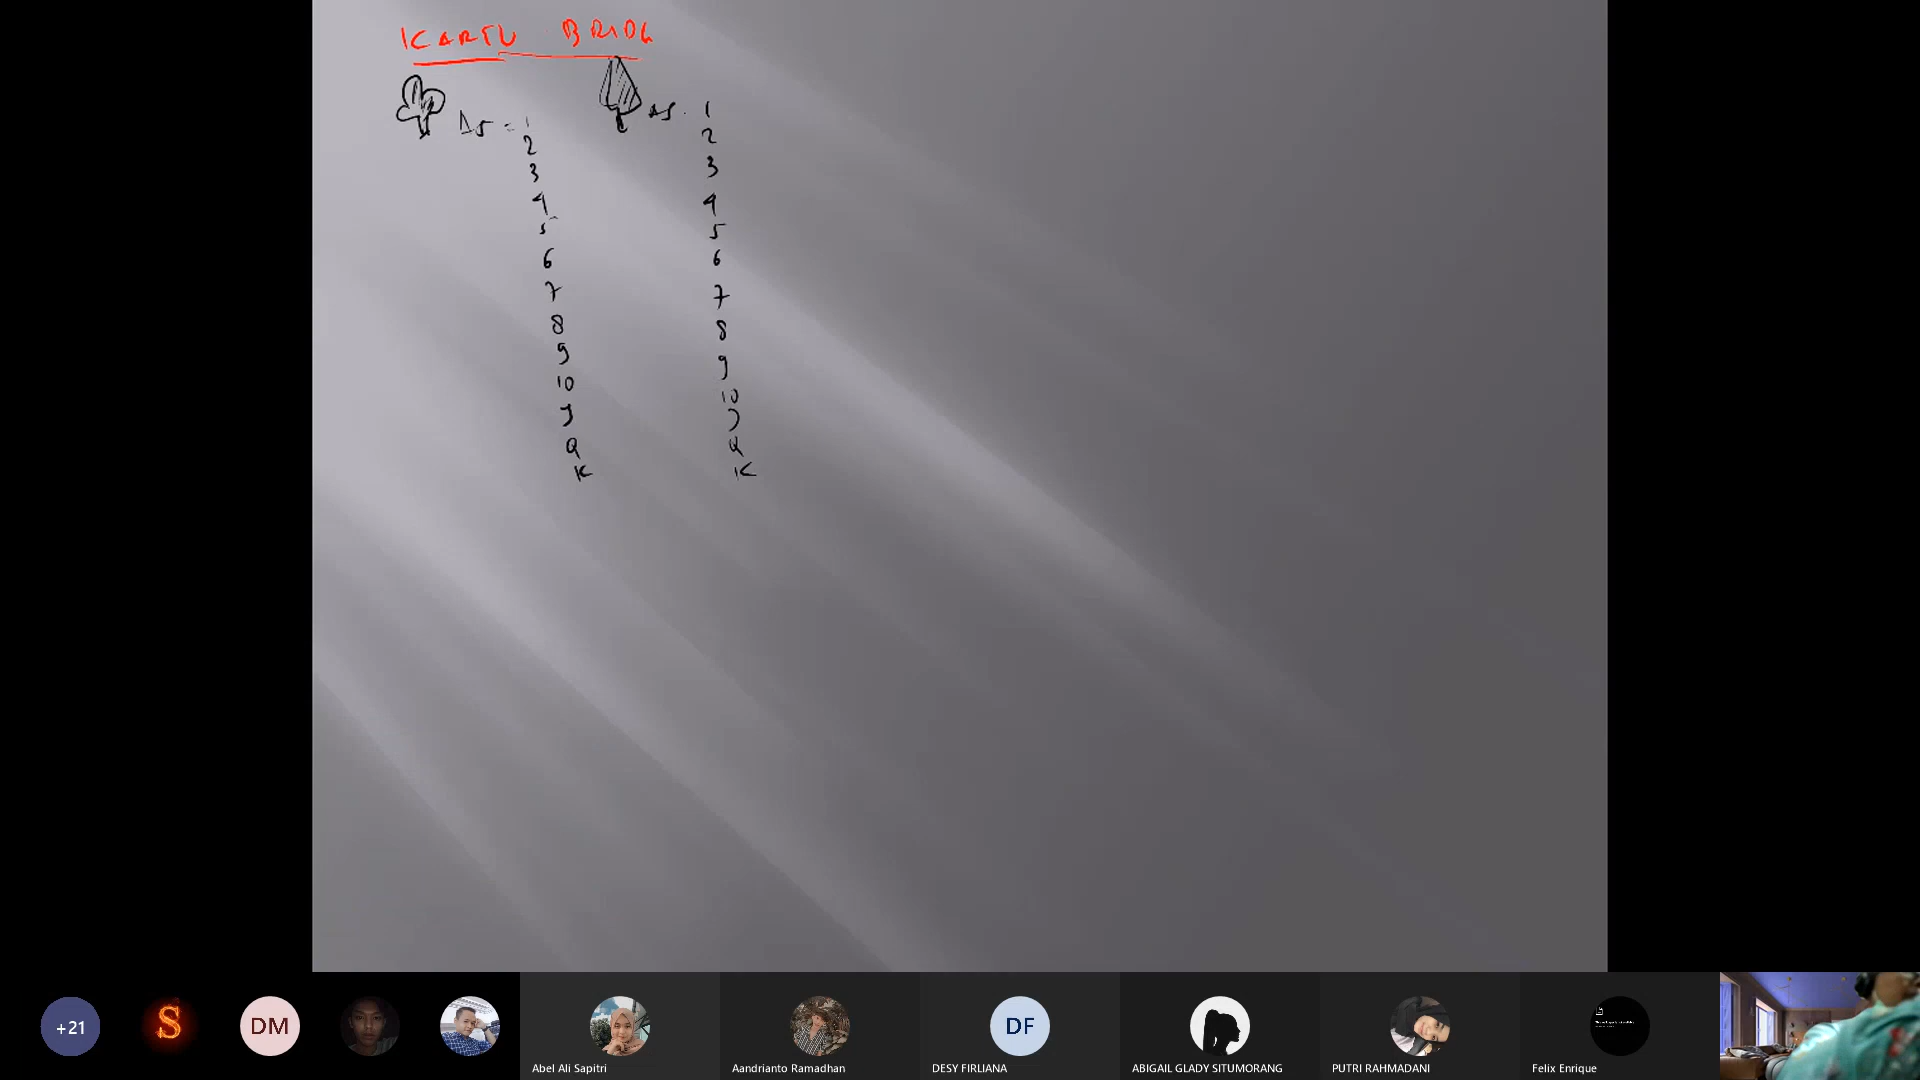 KARTU BRIDG
AS = 1
2
3
4
5
6
7
8
9
10
J
Q
K
AS. 1
2
3
4
5
6
7
8
9
10
J
Q
K
+21
S
DM
DF
Abel Ali Sapitri
Aandrianto Ramadhan
DESY FIRLIANA
ABIGAIL GLADY SITUMORANG
PUTRI RAHMADANI
Felix Enrique